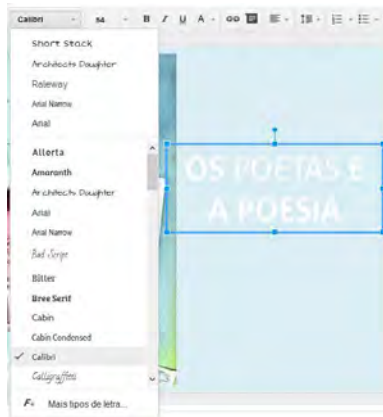 Calibri 54 B I U A
Short Stack
Architects Daughter
Raleway
Arial Narrow
Arial
Allerta
Amaranth
Architects Daughter
Arial
Arial Narrow
Bad Script
Bitter
Bree Serif
Cabin
Cabin Condensed
Calibri
Calligraffitti
F+ Mais tipos de letra...
OS POETAS E
A POESIA